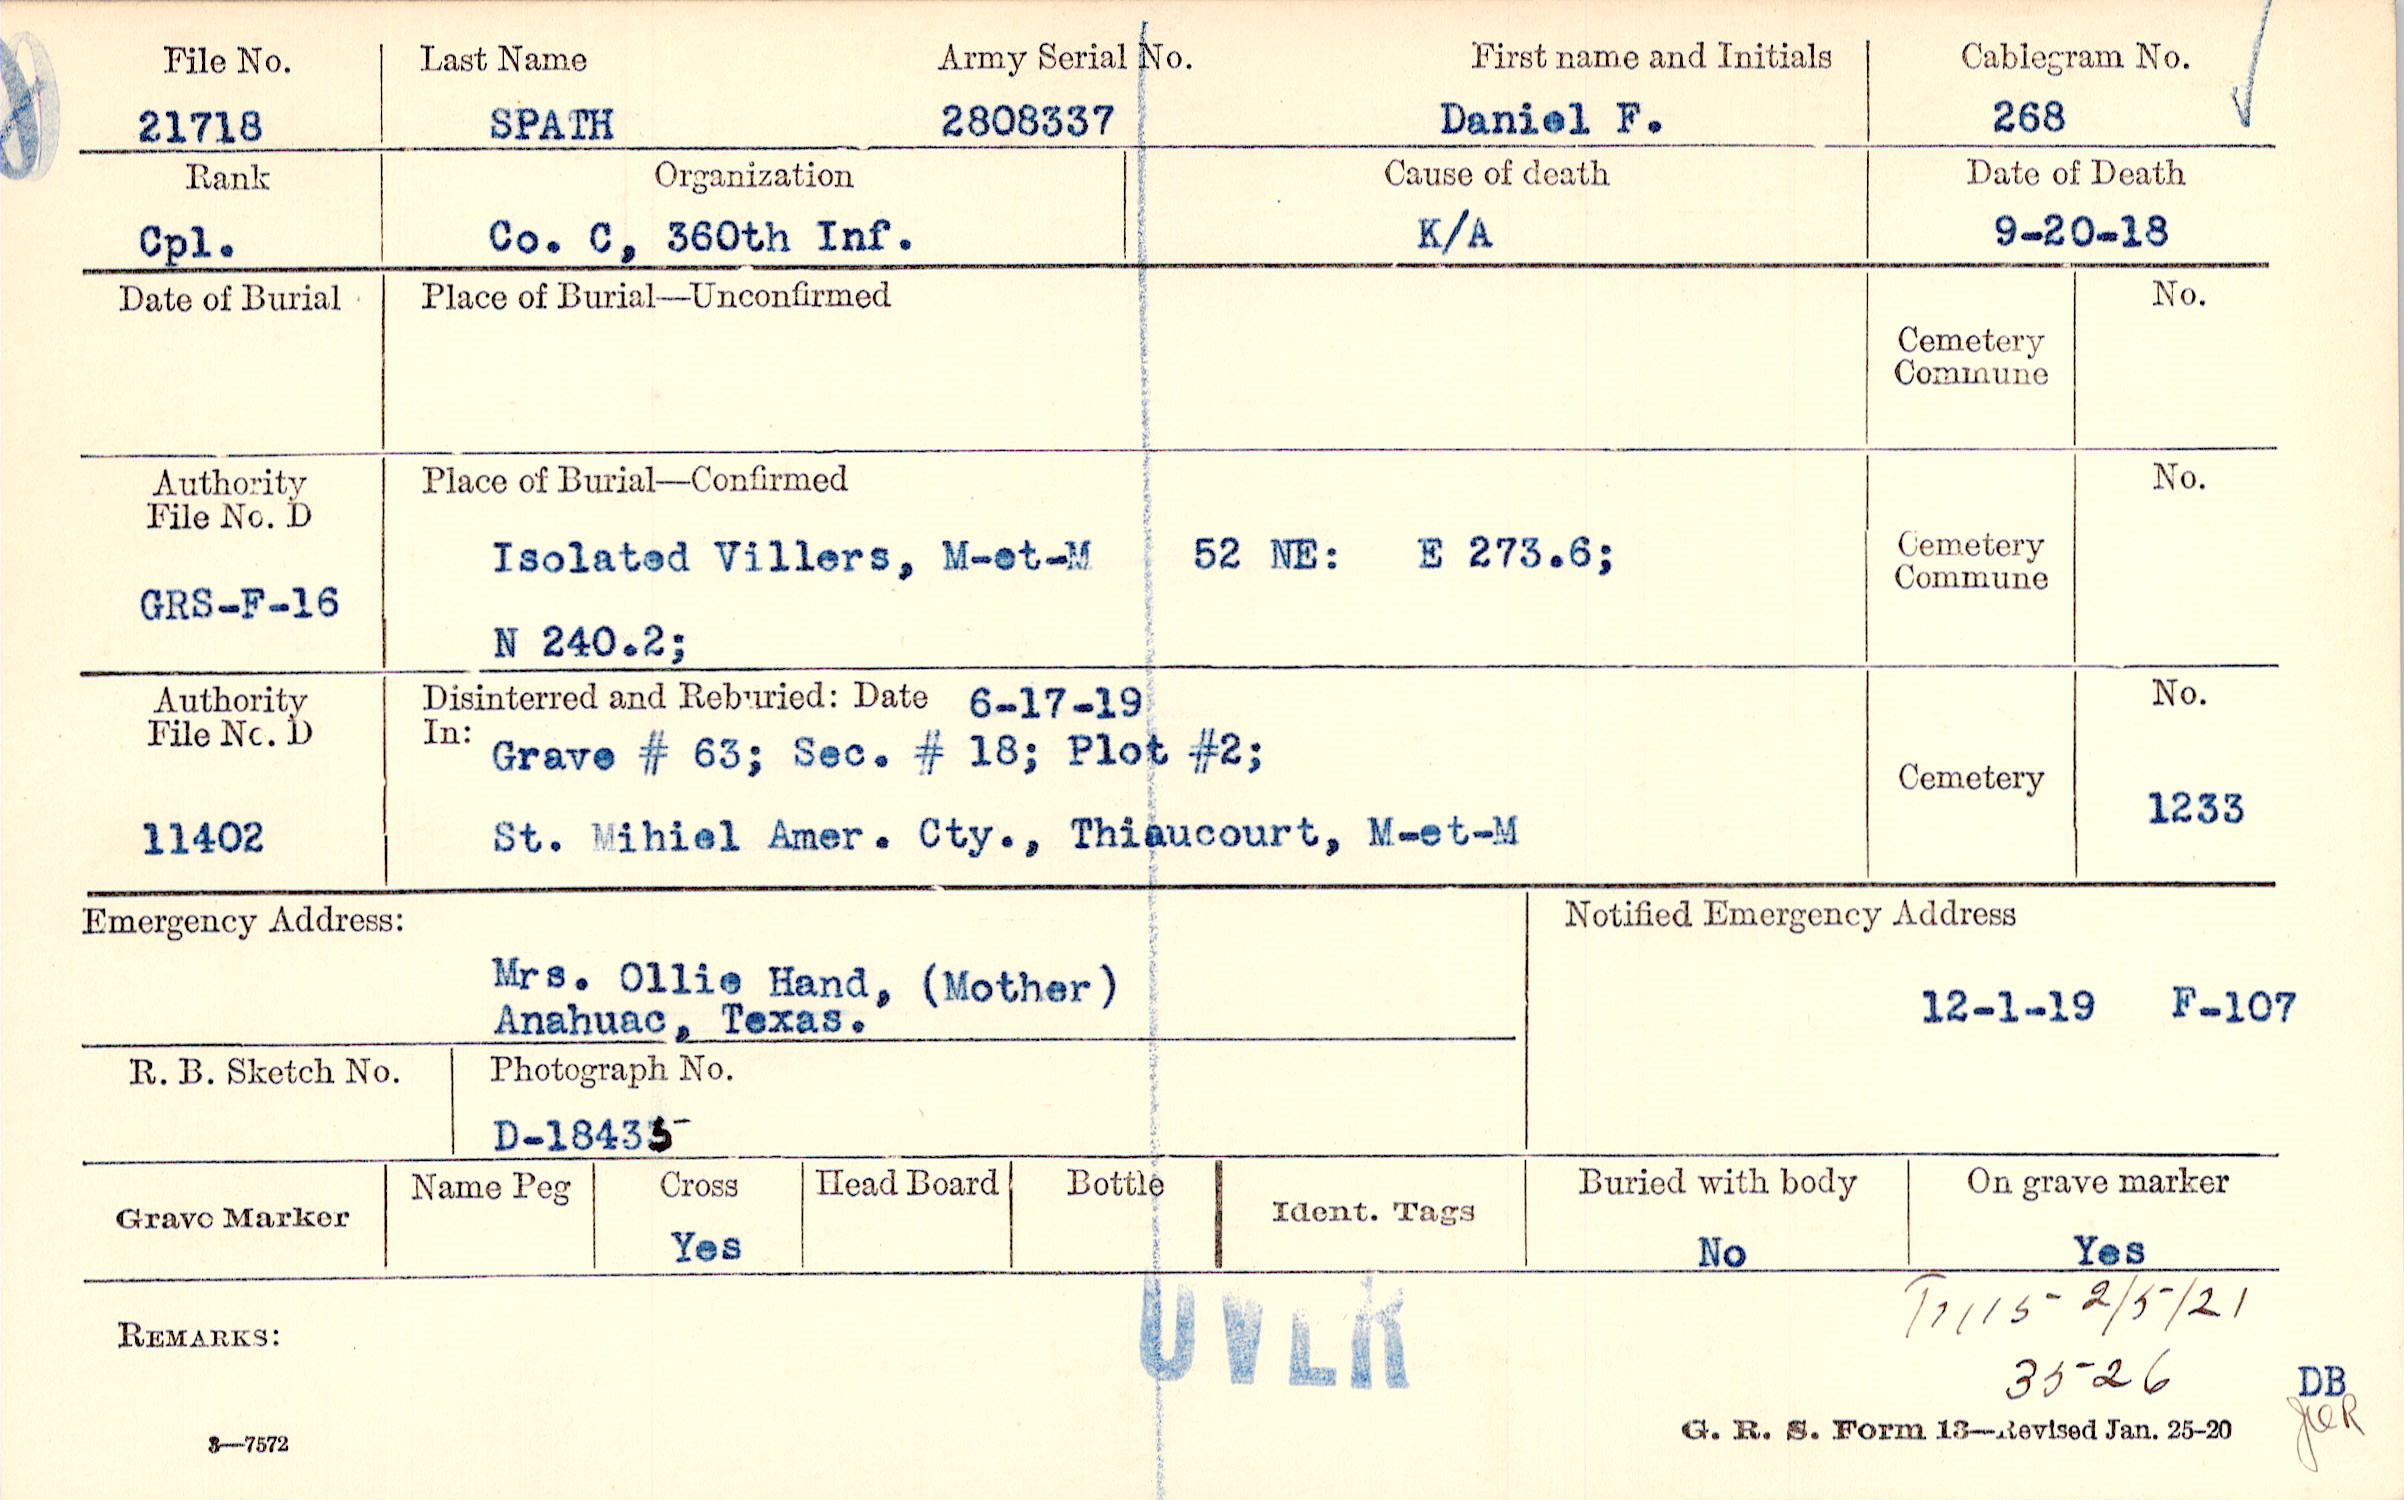 File No. Last Name Army Serial No. First name and Initials Cablegram No.
21718 SPATH 2808337 Daniel F. 268
Rank Organization Cause of death Date of Death
Cpl. Co. C, 360th Inf. K/A 9-20-18
Date of Burial Place of Burial—Unconfirmed No.
Cemetery
Commune
Authority Place of Burial—Confirmed No.
File No. D
Isolated Villers, M-et-M 52 NE: E 273.6; Cemetery
Commune
GRS-F-16
N 240.2;
Authority Disinterred and Reburied: Date 6-17-19 No.
File No. D In:
Grave # 63; Sec. # 18; Plot #2;
Cemetery
11402 St. Mihiel Amer. Cty., Thiaucourt, M-et-M 1233
Emergency Address: Notified Emergency Address
Mrs. Ollie Hand, (Mother)
Anahuac, Texas.
12-1-19 F-107
R. B. Sketch No. Photograph No.
D-18435
Grave Marker Name Peg Cross Head Board Bottle Ident. Tags Buried with body On grave marker
Yes No Yes
OVER
2/5/21
REMARKS:
3526
DB
3—7572 G. R. S. Form 13—Revised Jan. 25-20